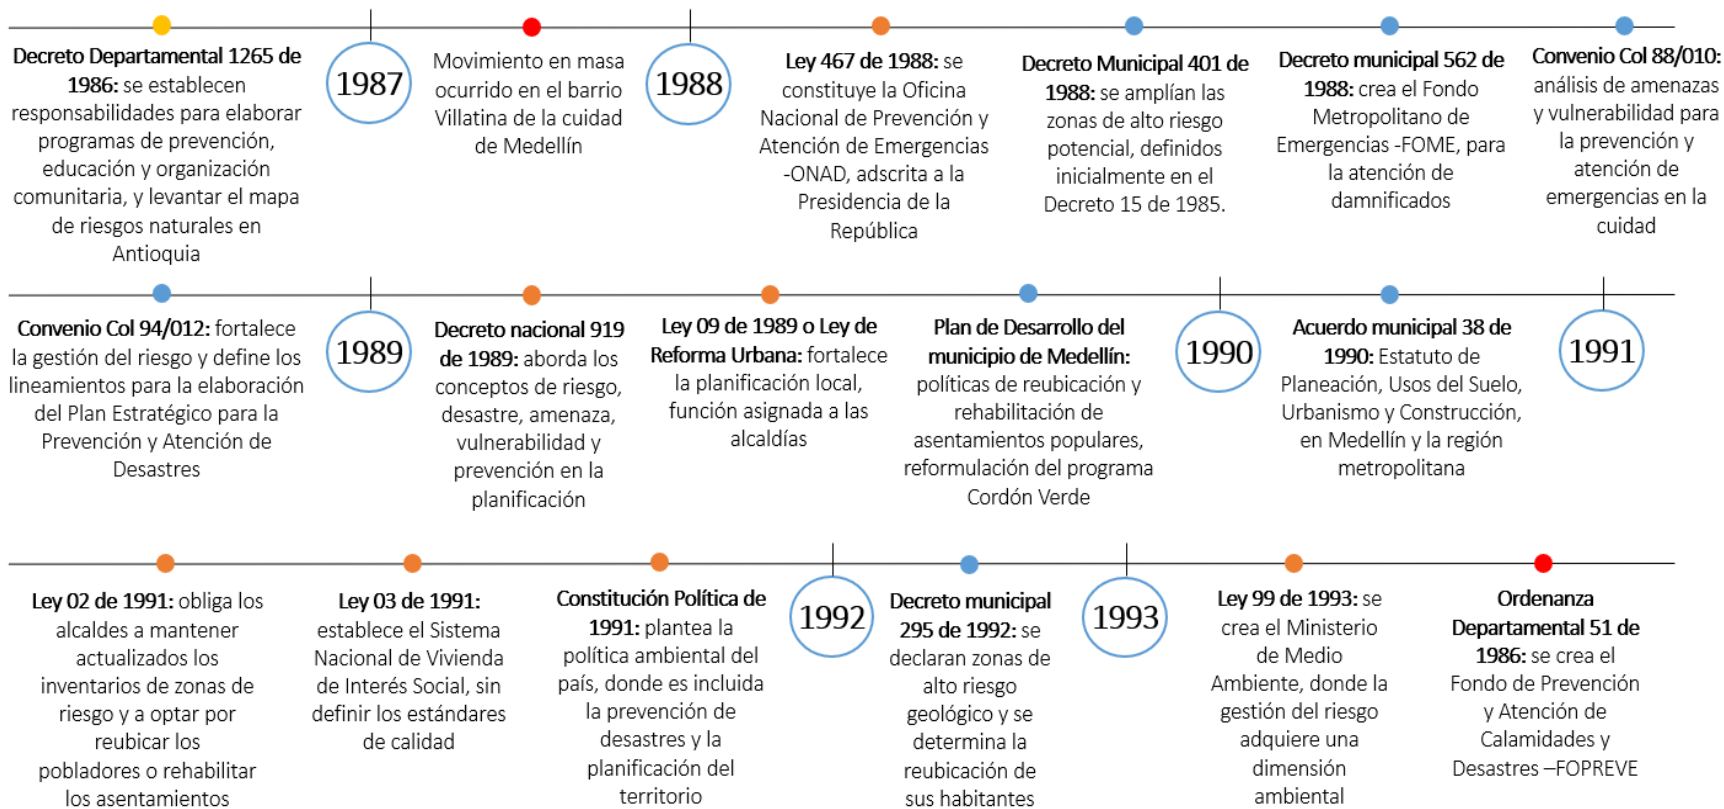 Decreto Departamental 1265 de
1986: se establecen
responsabilidades para elaborar
programas de prevención,
educación y organización
comunitaria, y levantar el mapa
de riesgos naturales en
Antioquia
1987
Movimiento en masa
ocurrido en el barrio
Villatina de la cuidad
de Medellín
1988
Ley 467 de 1988: se
constituye la Oficina
Nacional de Prevención y
Atención de Emergencias
-ONAD, adscrita a la
Presidencia de la
República
Decreto Municipal 401 de
1988: se amplían las
zonas de alto riesgo
potencial, definidos
inicialmente en el
Decreto 15 de 1985.
Decreto municipal 562 de
1988: crea el Fondo
Metropolitano de
Emergencias -FOME, para
la atención de
damnificados
Convenio Col 88/010:
análisis de amenazas
y vulnerabilidad para
la prevención y
atención de
emergencias en la
cuidad
Convenio Col 94/012: fortalece
la gestión del riesgo y define los
lineamientos para la elaboración
del Plan Estratégico para la
Prevención y Atención de
Desastres
1989
Decreto nacional 919
de 1989: aborda los
conceptos de riesgo,
desastre, amenaza,
vulnerabilidad y
prevención en la
planificación
Ley 09 de 1989 o Ley de
Reforma Urbana: fortalece
la planificación local,
función asignada a las
alcaldías
Plan de Desarrollo del
municipio de Medellín:
políticas de reubicación y
rehabilitación de
asentamientos populares,
reformulación del programa
Cordón Verde
1990
Acuerdo municipal 38 de
1990: Estatuto de
Planeación, Usos del Suelo,
Urbanismo y Construcción,
en Medellín y la región
metropolitana
1991
Ley 02 de 1991: obliga los
alcaldes a mantener
actualizados los
inventarios de zonas de
riesgo y a optar por
reubicar los
pobladores o rehabilitar
los asentamientos
Ley 03 de 1991:
establece el Sistema
Nacional de Vivienda
de Interés Social, sin
definir los estándares
de calidad
Constitución Política de
1991: plantea la
política ambiental del
país, donde es incluida
la prevención de
desastres y la
planificación del
territorio
1992
Decreto municipal
295 de 1992: se
declaran zonas de
alto riesgo
geológico y se
determina la
reubicación de
sus habitantes
1993
Ley 99 de 1993: se
crea el Ministerio
de Medio
Ambiente, donde la
gestión del riesgo
adquiere una
dimensión
ambiental
Ordenanza
Departamental 51 de
1986: se crea el
Fondo de Prevención
y Atención de
Calamidades y
Desastres –FOPREVE